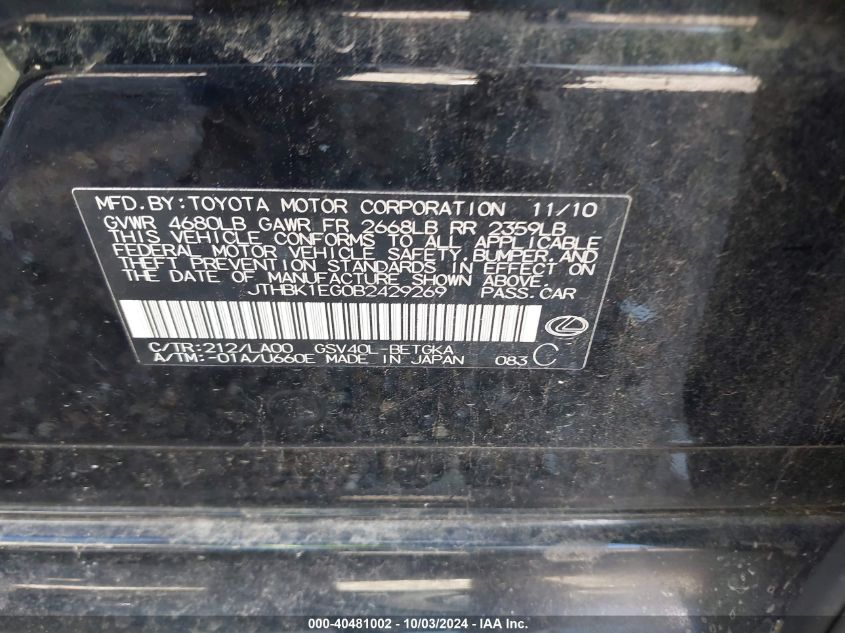 MFD.BY:TOYOTA MOTOR CORPORATION 11/10
GVWR 4680LB GAWR FR 2668LB RR 2359LB
THIS VEHICLE CONFORMS TO ALL APPLICABLE
FEDERAL MOTOR VEHICLE SAFETY,BUMPER,AND
THEFT PREVENTION STANDARDS IN EFFECT ON
THE DATE OF MANUFACTURE SHOWN ABOVE.
JTHBK1EG0B2429269 PASS.CAR
C/TR:212/LA00 GSV40L-BETGKA
A/TM:-01A/U660E MADE IN JAPAN 083 C
000-40481002 - 10/03/2024 - IAA Inc.